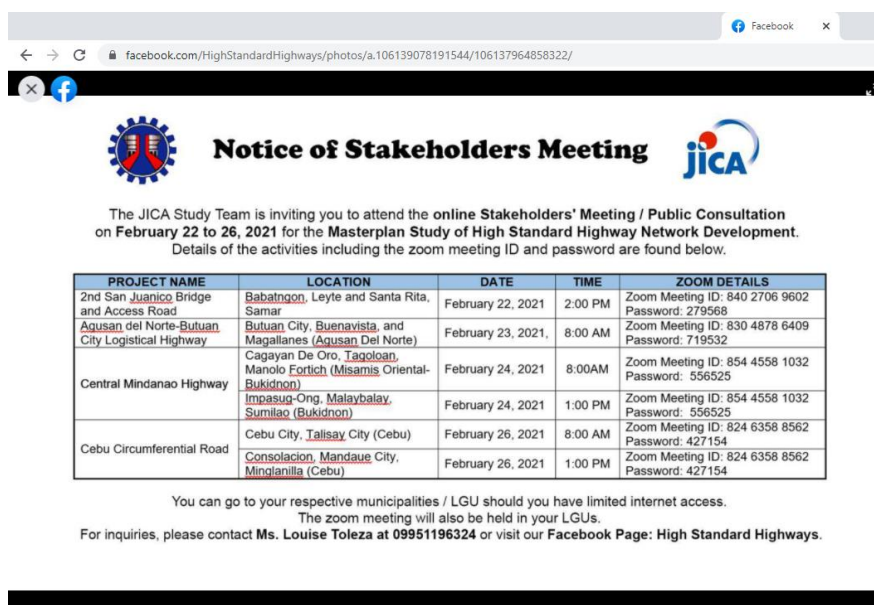 Facebook
facebook.com/HighStandardHighways/photos/a.106139078191544/106137964858322/
Notice of Stakeholders Meeting
jICA
The JICA Study Team is inviting you to attend the online Stakeholders' Meeting / Public Consultation
on February 22 to 26, 2021 for the Masterplan Study of High Standard Highway Network Development.
Details of the activities including the zoom meeting ID and password are found below.
PROJECT NAME LOCATION DATE TIME ZOOM DETAILS
2nd San Juanico Bridge
and Access Road
Babatngon, Leyte and Santa Rita,
Samar
February 22, 2021
2:00 PM
Zoom Meeting ID: 840 2706 9602
Password: 279568
Agusan del Norte-Butuan
City Logistical Highway
Butuan City, Buenavista, and
Magallanes (Agusan Del Norte)
February 23, 2021,
8:00 AM
Zoom Meeting ID: 830 4878 6409
Password: 719532
Central Mindanao Highway
Cagayan De Oro, Tagoloan,
Manolo Fortich (Misamis Oriental-
Bukidnon)
February 24, 2021
8:00AM
Zoom Meeting ID: 854 4558 1032
Password: 556525
Impasug-Ong, Malaybalay,
Sumilao (Bukidnon)
February 24, 2021
1:00 PM
Zoom Meeting ID: 854 4558 1032
Password: 556525
Cebu Circumferential Road
Cebu City, Talisay City (Cebu)
February 26, 2021
8:00 AM
Zoom Meeting ID: 824 6358 8562
Password: 427154
Consolacion, Mandaue City,
Minglanilla (Cebu)
February 26, 2021
1:00 PM
Zoom Meeting ID: 824 6358 8562
Password: 427154
You can go to your respective municipalities / LGU should you have limited internet access.
The zoom meeting will also be held in your LGUs.
For inquiries, please contact Ms. Louise Toleza at 09951196324 or visit our Facebook Page: High Standard Highways.